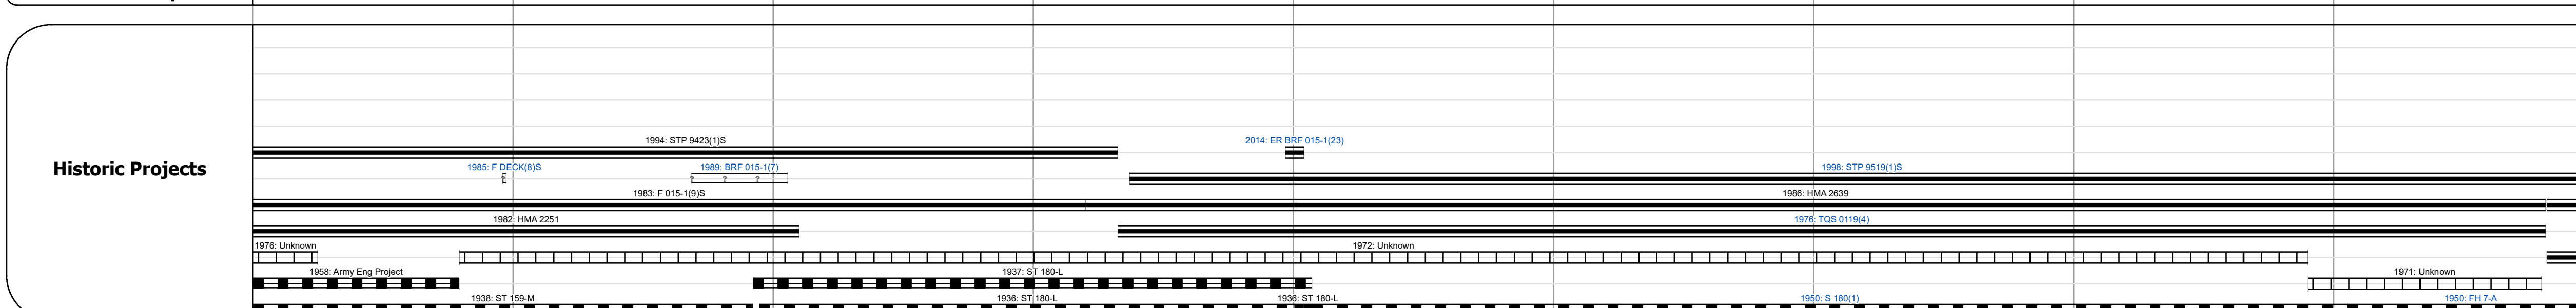 Historic Projects
1994: STP 9423(1)S
2014: ER BRF 015-1(23)
1985: F DECK(8)S
1989: BRF 015-1(7)
1998: STP 9519(1)S
? ? ? ?
1983: F 015-1(9)S
1986: HMA 2639
1982: HMA 2251
1976: TQS 0119(4)
1976: Unknown
1972: Unknown
1958: Army Eng Project
1937: ST 180-L
1971: Unknown
1938: ST 159-M
1936: ST 180-L
1936: ST 180-L
1950: S 180(1)
1950: FH 7-A